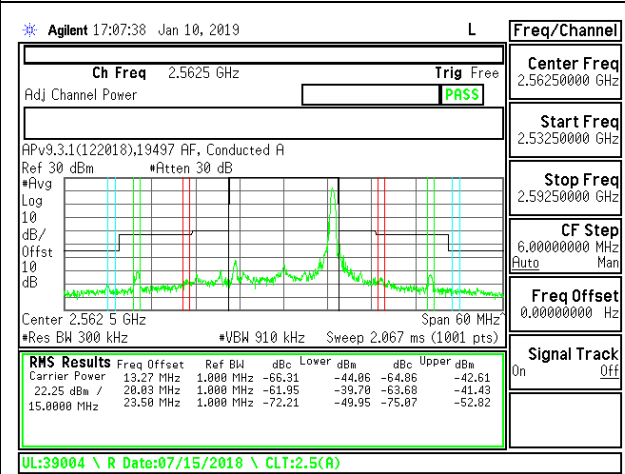 Agilent 17:07:38 Jan 10, 2019 L
Freq/Channel
Ch Freq 2.5625 GHz Trig Free
Adj Channel Power PASS
APv9.3.1(122018),19497 AF, Conducted A
Ref 30 dBm #Atten 30 dB
#Avg
Log
10
dB/
Offst
10
dB
Center 2.562 5 GHz Span 60 MHz^
#Res BW 300 kHz #VBW 910 kHz Sweep 2.067 ms (1001 pts)
RMS Results Freq Offset Ref BW dBc Lower dBm dBc Upper dBm
Carrier Power 13.27 MHz 1.000 MHz -66.31 -44.06 -64.86 -42.61
22.25 dBm / 20.03 MHz 1.000 MHz -61.95 -39.70 -63.68 -41.43
15.0000 MHz 23.50 MHz 1.000 MHz -72.21 -49.95 -75.07 -52.82
UL:39004 \ R Date:07/15/2018 \ CLT:2.5(A)
Center Freq
2.56250000 GHz
Start Freq
2.53250000 GHz
Stop Freq
2.59250000 GHz
CF Step
6.00000000 MHz
Auto Man
Freq Offset
0.00000000 Hz
Signal Track
On Off